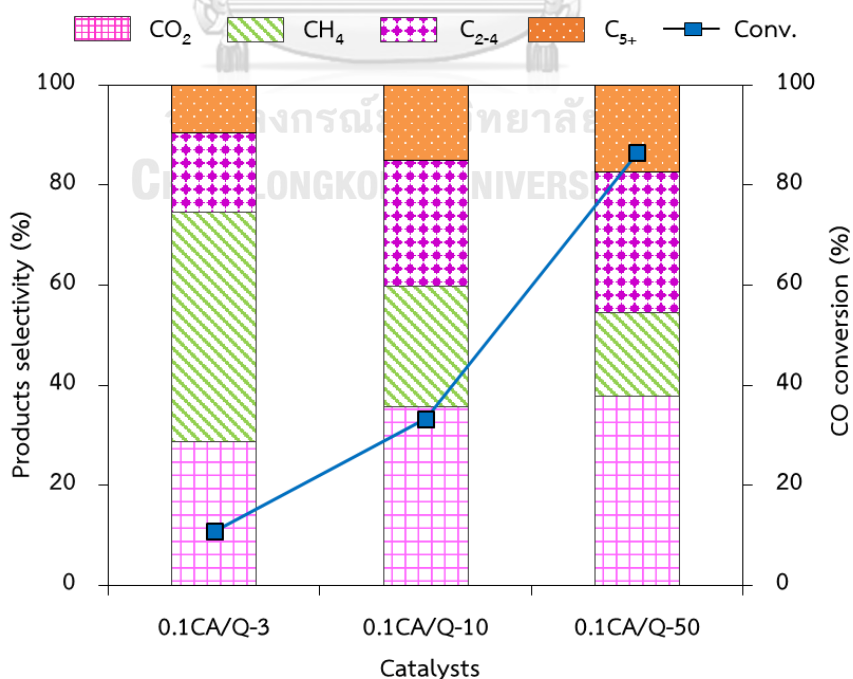 CO₂ CH₄ C₂₋₄ C₅₊ Conv.
100 100
80 80
60 60
40 40
20 20
0 0
Products selectivity (%)
CO conversion (%)
0.1CA/Q-3 0.1CA/Q-10 0.1CA/Q-50
Catalysts